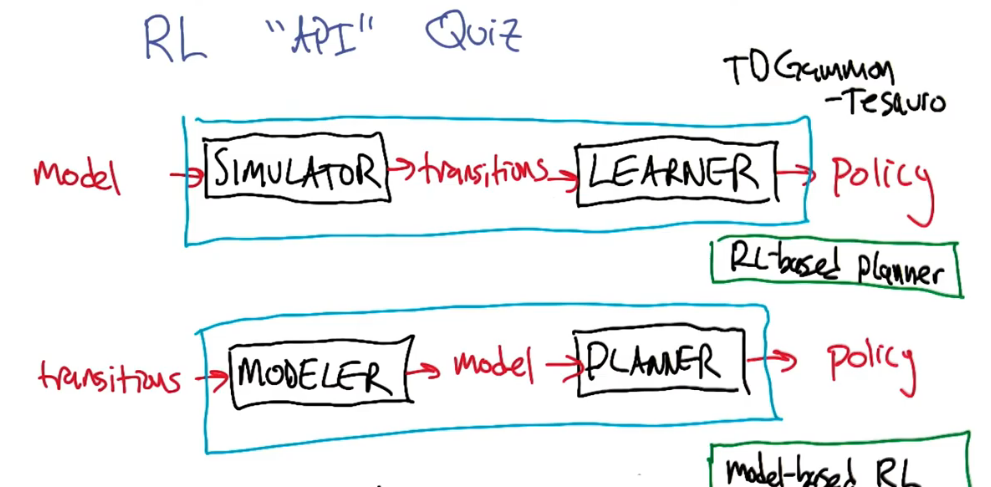 RL "API" Quiz
TDGammon
-Tesauro
model → SIMULATOR → transitions → LEARNER → policy
RL-based planner
transitions → MODELER → model → PLANNER → policy
model-based RL